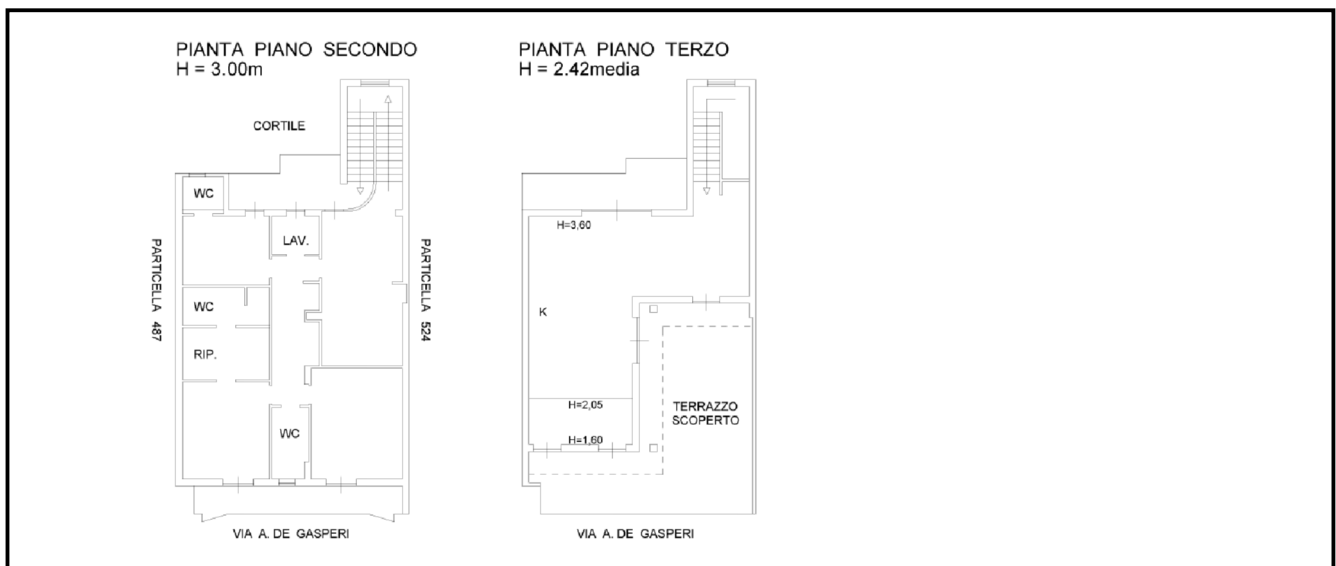 PIANTA PIANO SECONDO
H = 3.00m
CORTILE
WC
LAV.
PARTICELLA 487
PARTICELLA 524
WC
RIP.
WC
VIA A. DE GASPERI
PIANTA PIANO TERZO
H = 2.42media
H=3,60
K
H=2,05
TERRAZZO
SCOPERTO
H=1,60
VIA A. DE GASPERI